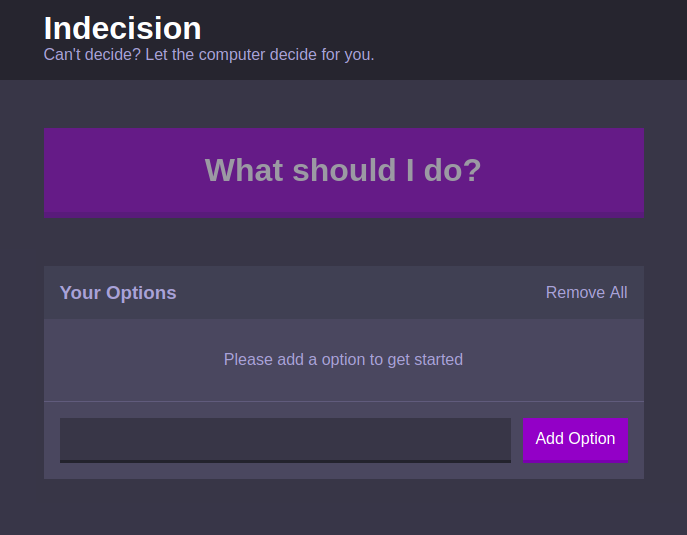 Indecision
Can't decide? Let the computer decide for you.
What should I do?
Your Options
Remove All
Please add a option to get started
Add Option